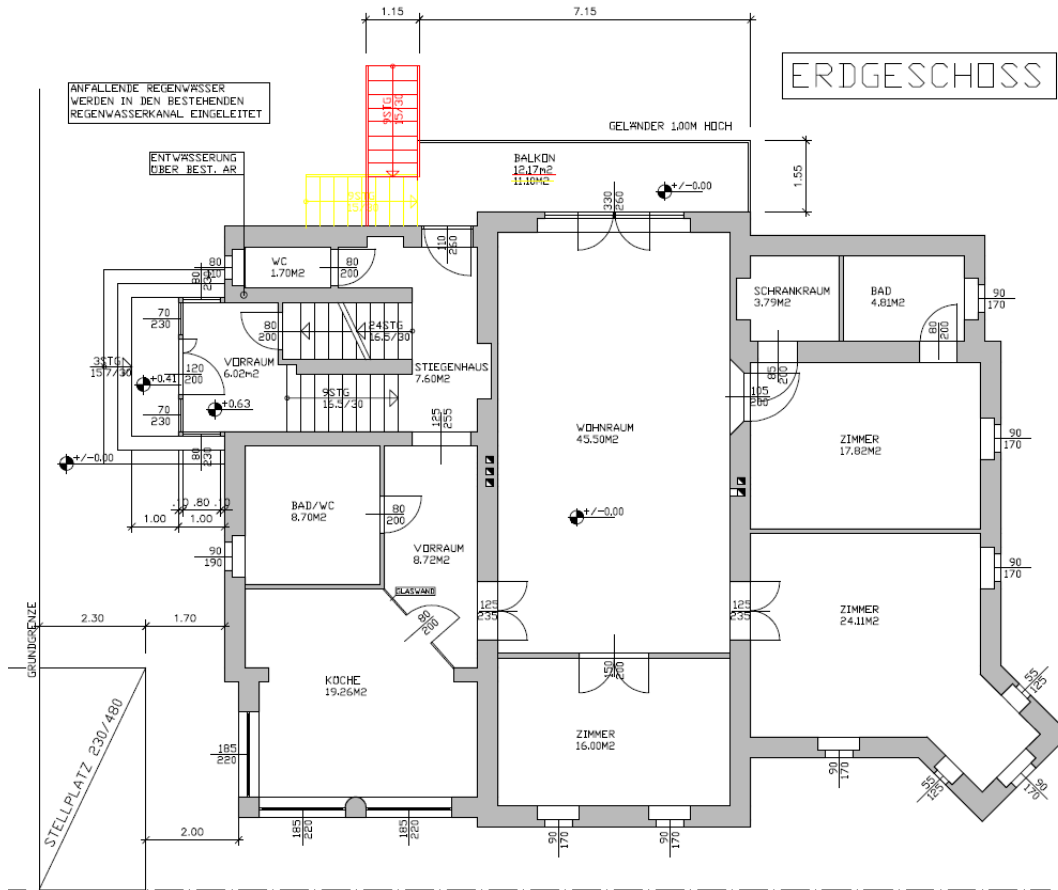 1.15
7.15
ERDGESCHOSS
ANFALLENDE REGENWÄSSER
WERDEN IN DEN BESTEHENDEN
REGENWASSERKANAL EINGELEITET
9STG
15/30
GELÄNDER 1.00M HOCH
ENTWÄSSERUNG
ÜBER BEST. AR
BALKON
12.17m2
11.10M2
+/-0.00
1.55
9STG
330
260
110
260
WC
1.70M2
80
200
80
80
230
SCHRANKRAUM
3.79M2
BAD
4.81M2
90
170
80
200
70
230
80
200
24STG
16.5/30
3STG
15.7/30
VORRAUM
6.02m2
120
200
STIEGENHAUS
7.60M2
85
200
+0.41
+0.63
9STG
16.5/30
105
200
70
230
125
255
WOHNRAUM
45.50M2
ZIMMER
17.82M2
90
170
80
230
+/-0.00
BAD/WC
8.70M2
80
200
+/-0.00
.10 .80 .10
1.00
1.00
VORRAUM
8.72M2
90
190
90
170
GLASWAND
125
235
125
235
ZIMMER
24.11M2
2.30
1.70
80
200
GRUNDGRENZE
KÜCHE
19.26M2
150
200
55
125
STELLPLATZ 230/480
185
220
ZIMMER
16.00M2
90
170
55
125
90
170
185
220
185
220
2.00
90
170
90
170